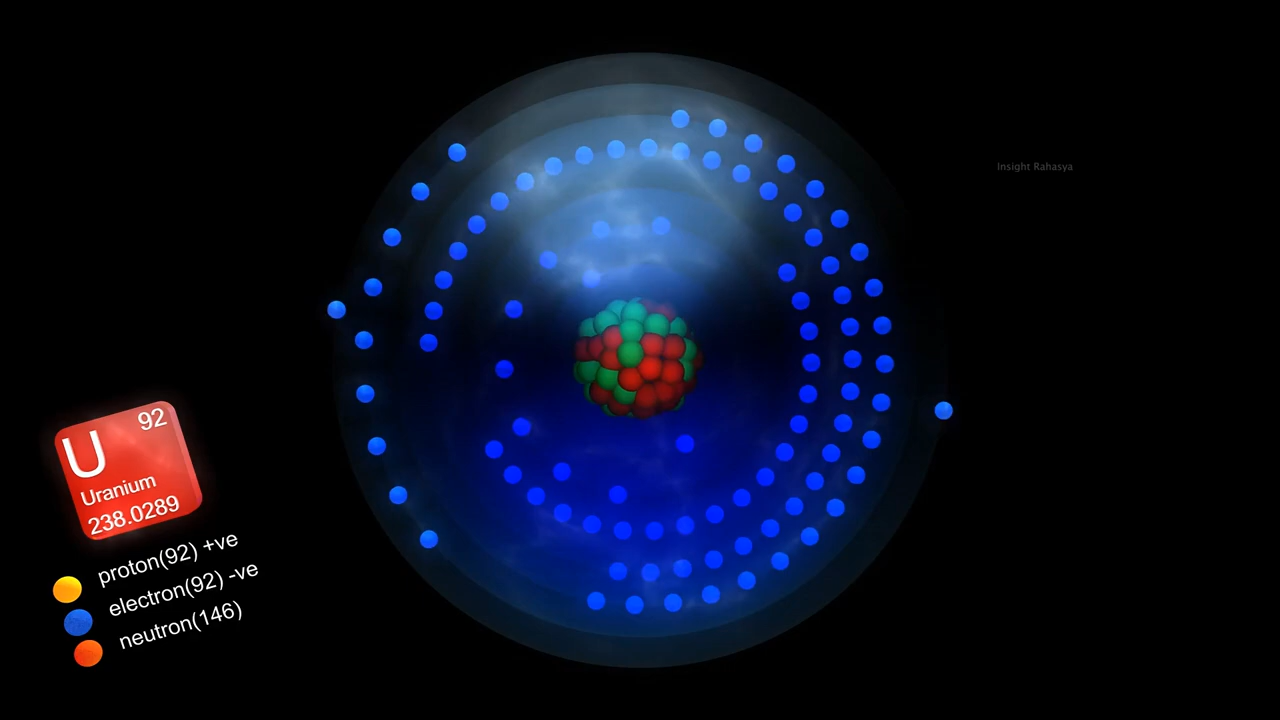 Insight Rahasya
92
U
Uranium
238.0289
proton(92) +ve
electron(92) -ve
neutron(146)